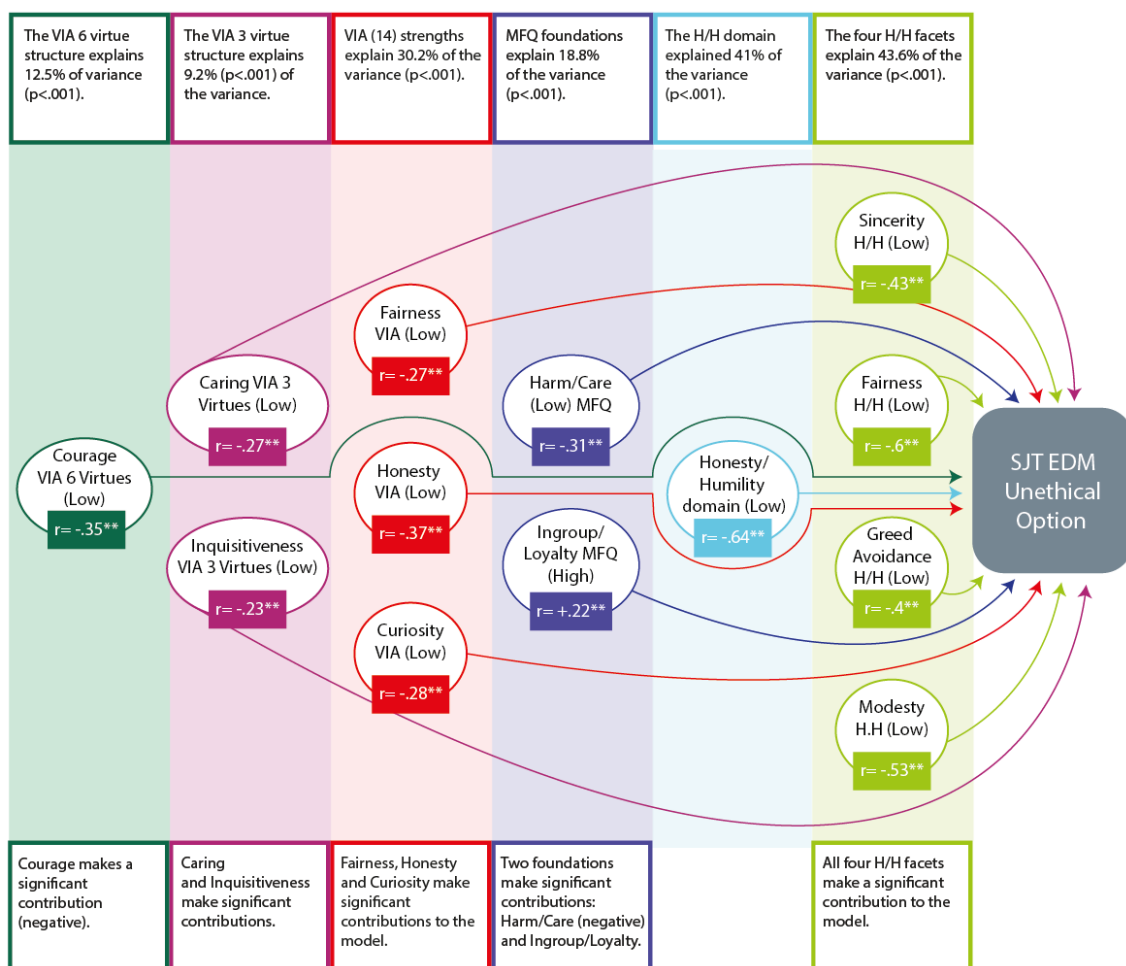 The VIA 6 virtue
structure explains
12.5% of variance
(p<.001).
The VIA 3 virtue
structure explains
9.2% (p<.001) of
the variance.
VIA (14) strengths
explain 30.2% of the
variance (p<.001).
MFQ foundations
explain 18.8%
of the variance
(p<.001).
The H/H domain
explained 41% of
the variance
(p<.001).
The four H/H facets
explain 43.6% of the
variance (p<.001).
Courage
VIA 6 Virtues
(Low)
r= -.35**
Caring VIA 3
Virtues (Low)
r= -.27**
Inquisitiveness
VIA 3 Virtues (Low)
r= -.23**
Fairness
VIA (Low)
r= -.27**
Honesty
VIA (Low)
r= -.37**
Curiosity
VIA (Low)
r= -.28**
Harm/Care
(Low) MFQ
r= -.31**
Ingroup/
Loyalty MFQ
(High)
r= +.22**
Honesty/
Humility
domain (Low)
r= -.64**
Sincerity
H/H (Low)
r= -.43**
Fairness
H/H (Low)
r= -.6**
Greed
Avoidance
H/H (Low)
r= -.4**
Modesty
H.H (Low)
r= -.53**
SJT EDM
Unethical
Option
Courage makes a
significant
contribution
(negative).
Caring
and Inquisitiveness
make significant
contributions.
Fairness, Honesty
and Curiosity make
significant
contributions to the
model.
Two foundations
make significant
contributions:
Harm/Care (negative)
and Ingroup/Loyalty.
All four H/H facets
make a significant
contribution to the
model.